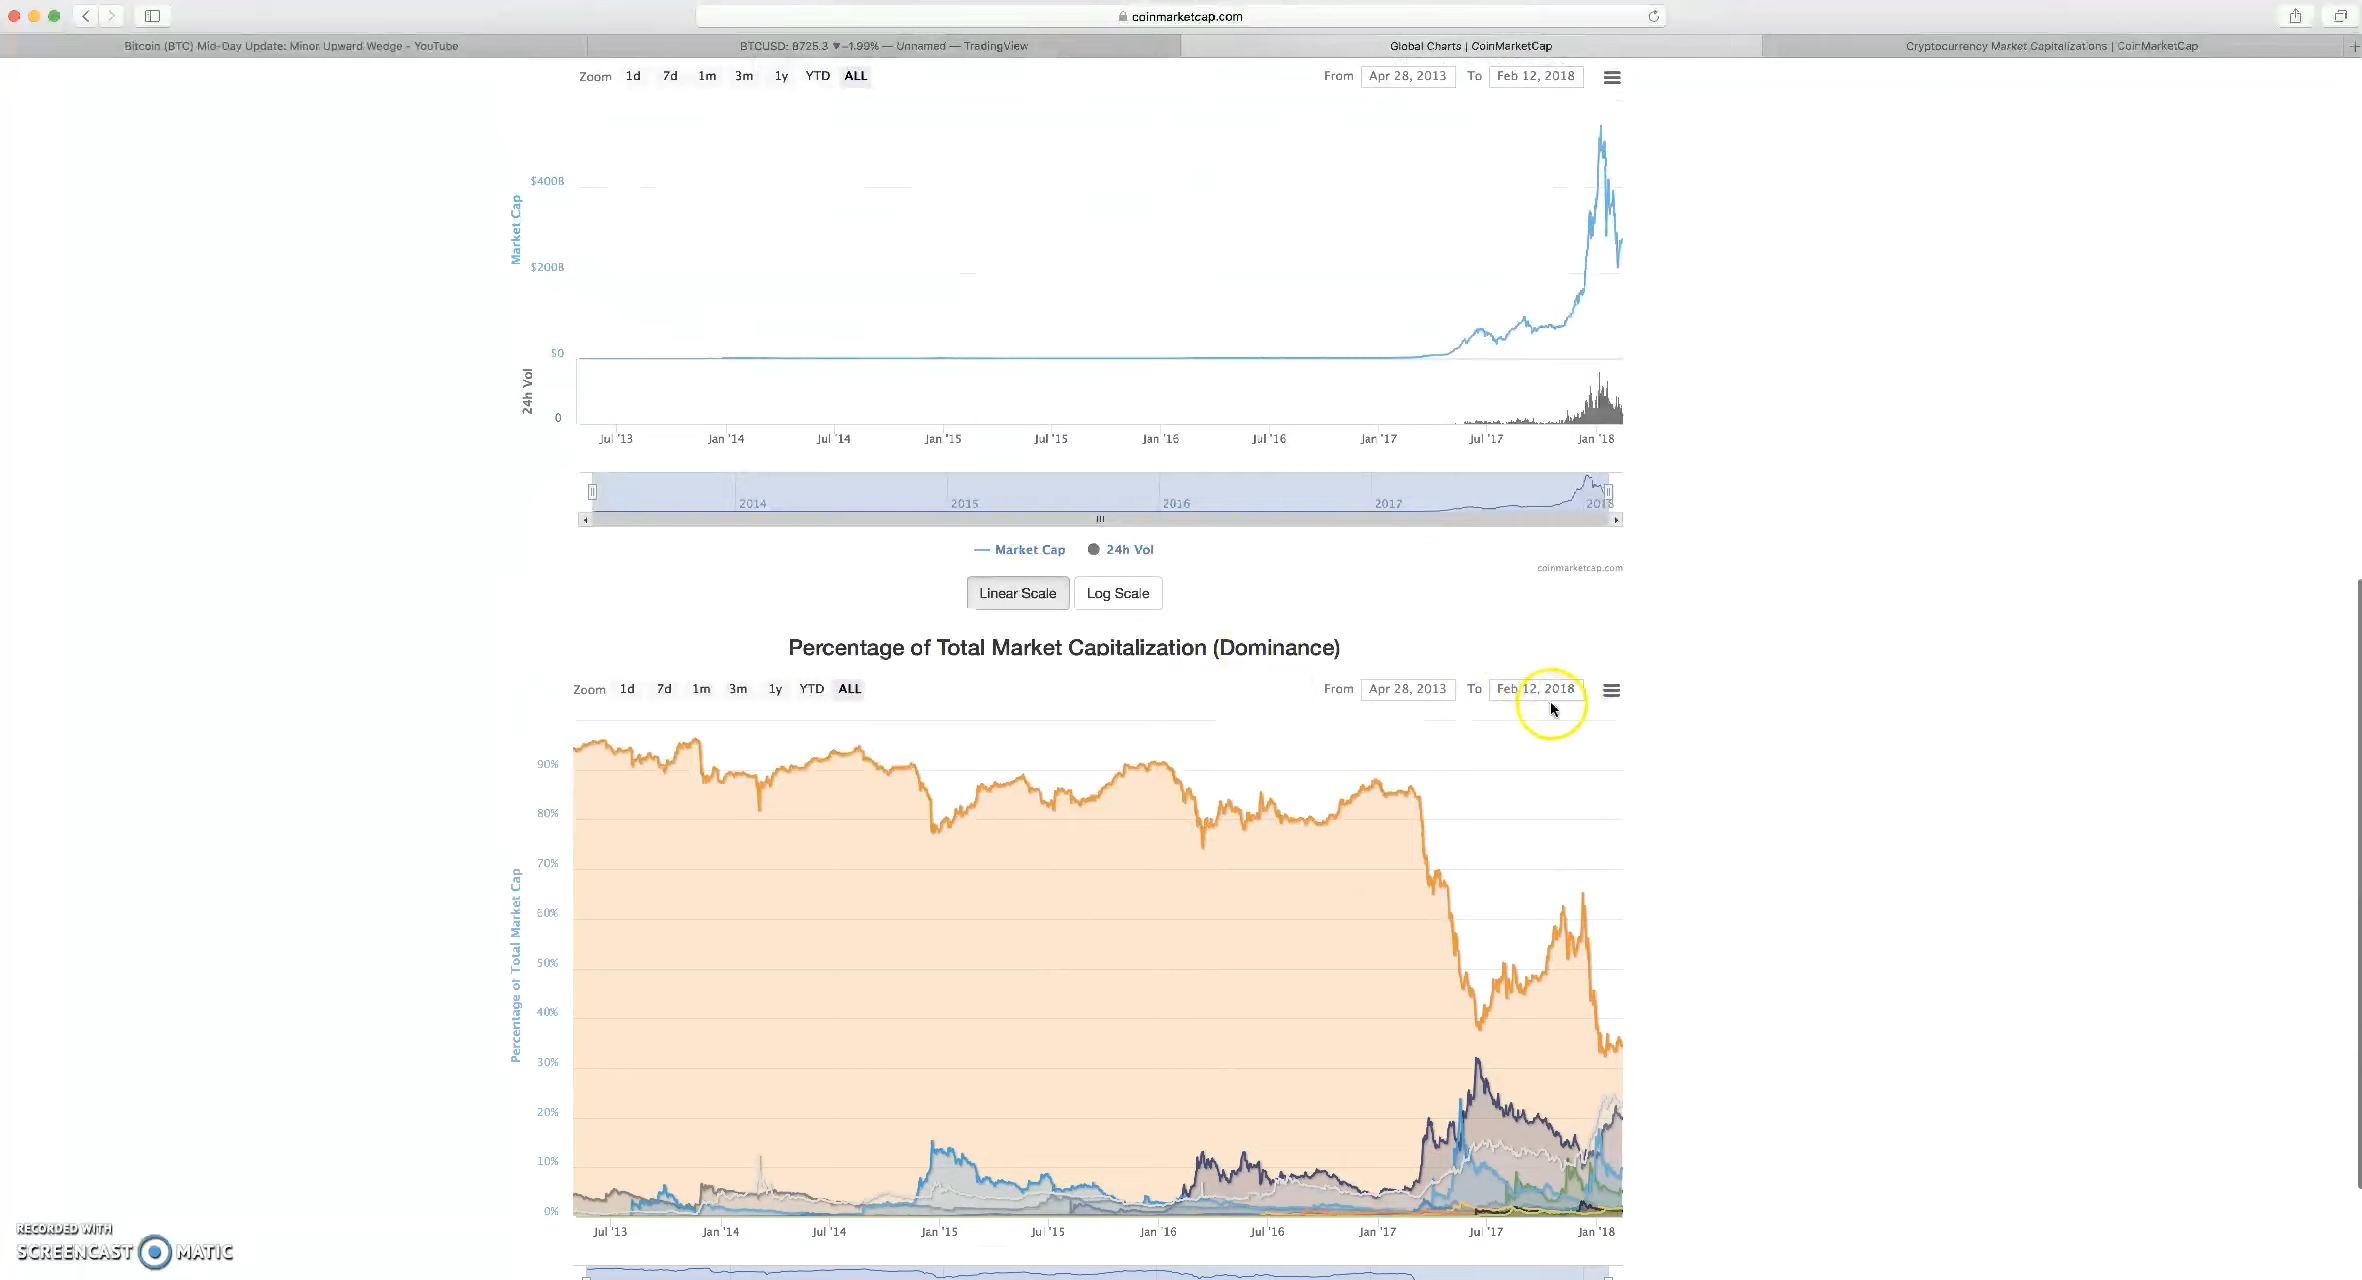 coinmarketcap.com
Bitcoin (BTC) Mid-Day Update: Minor Upward Wedge - YouTube
BTCUSD: 8725.3 ▼−1.99% — Unnamed — TradingView
Global Charts | CoinMarketCap
Cryptocurrency Market Capitalizations | CoinMarketCap
Zoom 1d 7d 1m 3m 1y YTD ALL
From Apr 28, 2013 To Feb 12, 2018
Market Cap
$400B
$200B
$0
24h Vol
0
Jul '13 Jan '14 Jul '14 Jan '15 Jul '15 Jan '16 Jul '16 Jan '17 Jul '17 Jan '18
2014 2015 2016 2017 2018
Market Cap 24h Vol
coinmarketcap.com
Linear Scale Log Scale
Percentage of Total Market Capitalization (Dominance)
Zoom 1d 7d 1m 3m 1y YTD ALL
From Apr 28, 2013 To Feb 12, 2018
Percentage of Total Market Cap
90%
80%
70%
60%
50%
40%
30%
20%
10%
0%
Jul '13 Jan '14 Jul '14 Jan '15 Jul '15 Jan '16 Jul '16 Jan '17 Jul '17 Jan '18
RECORDED WITH
SCREENCAST MATIC